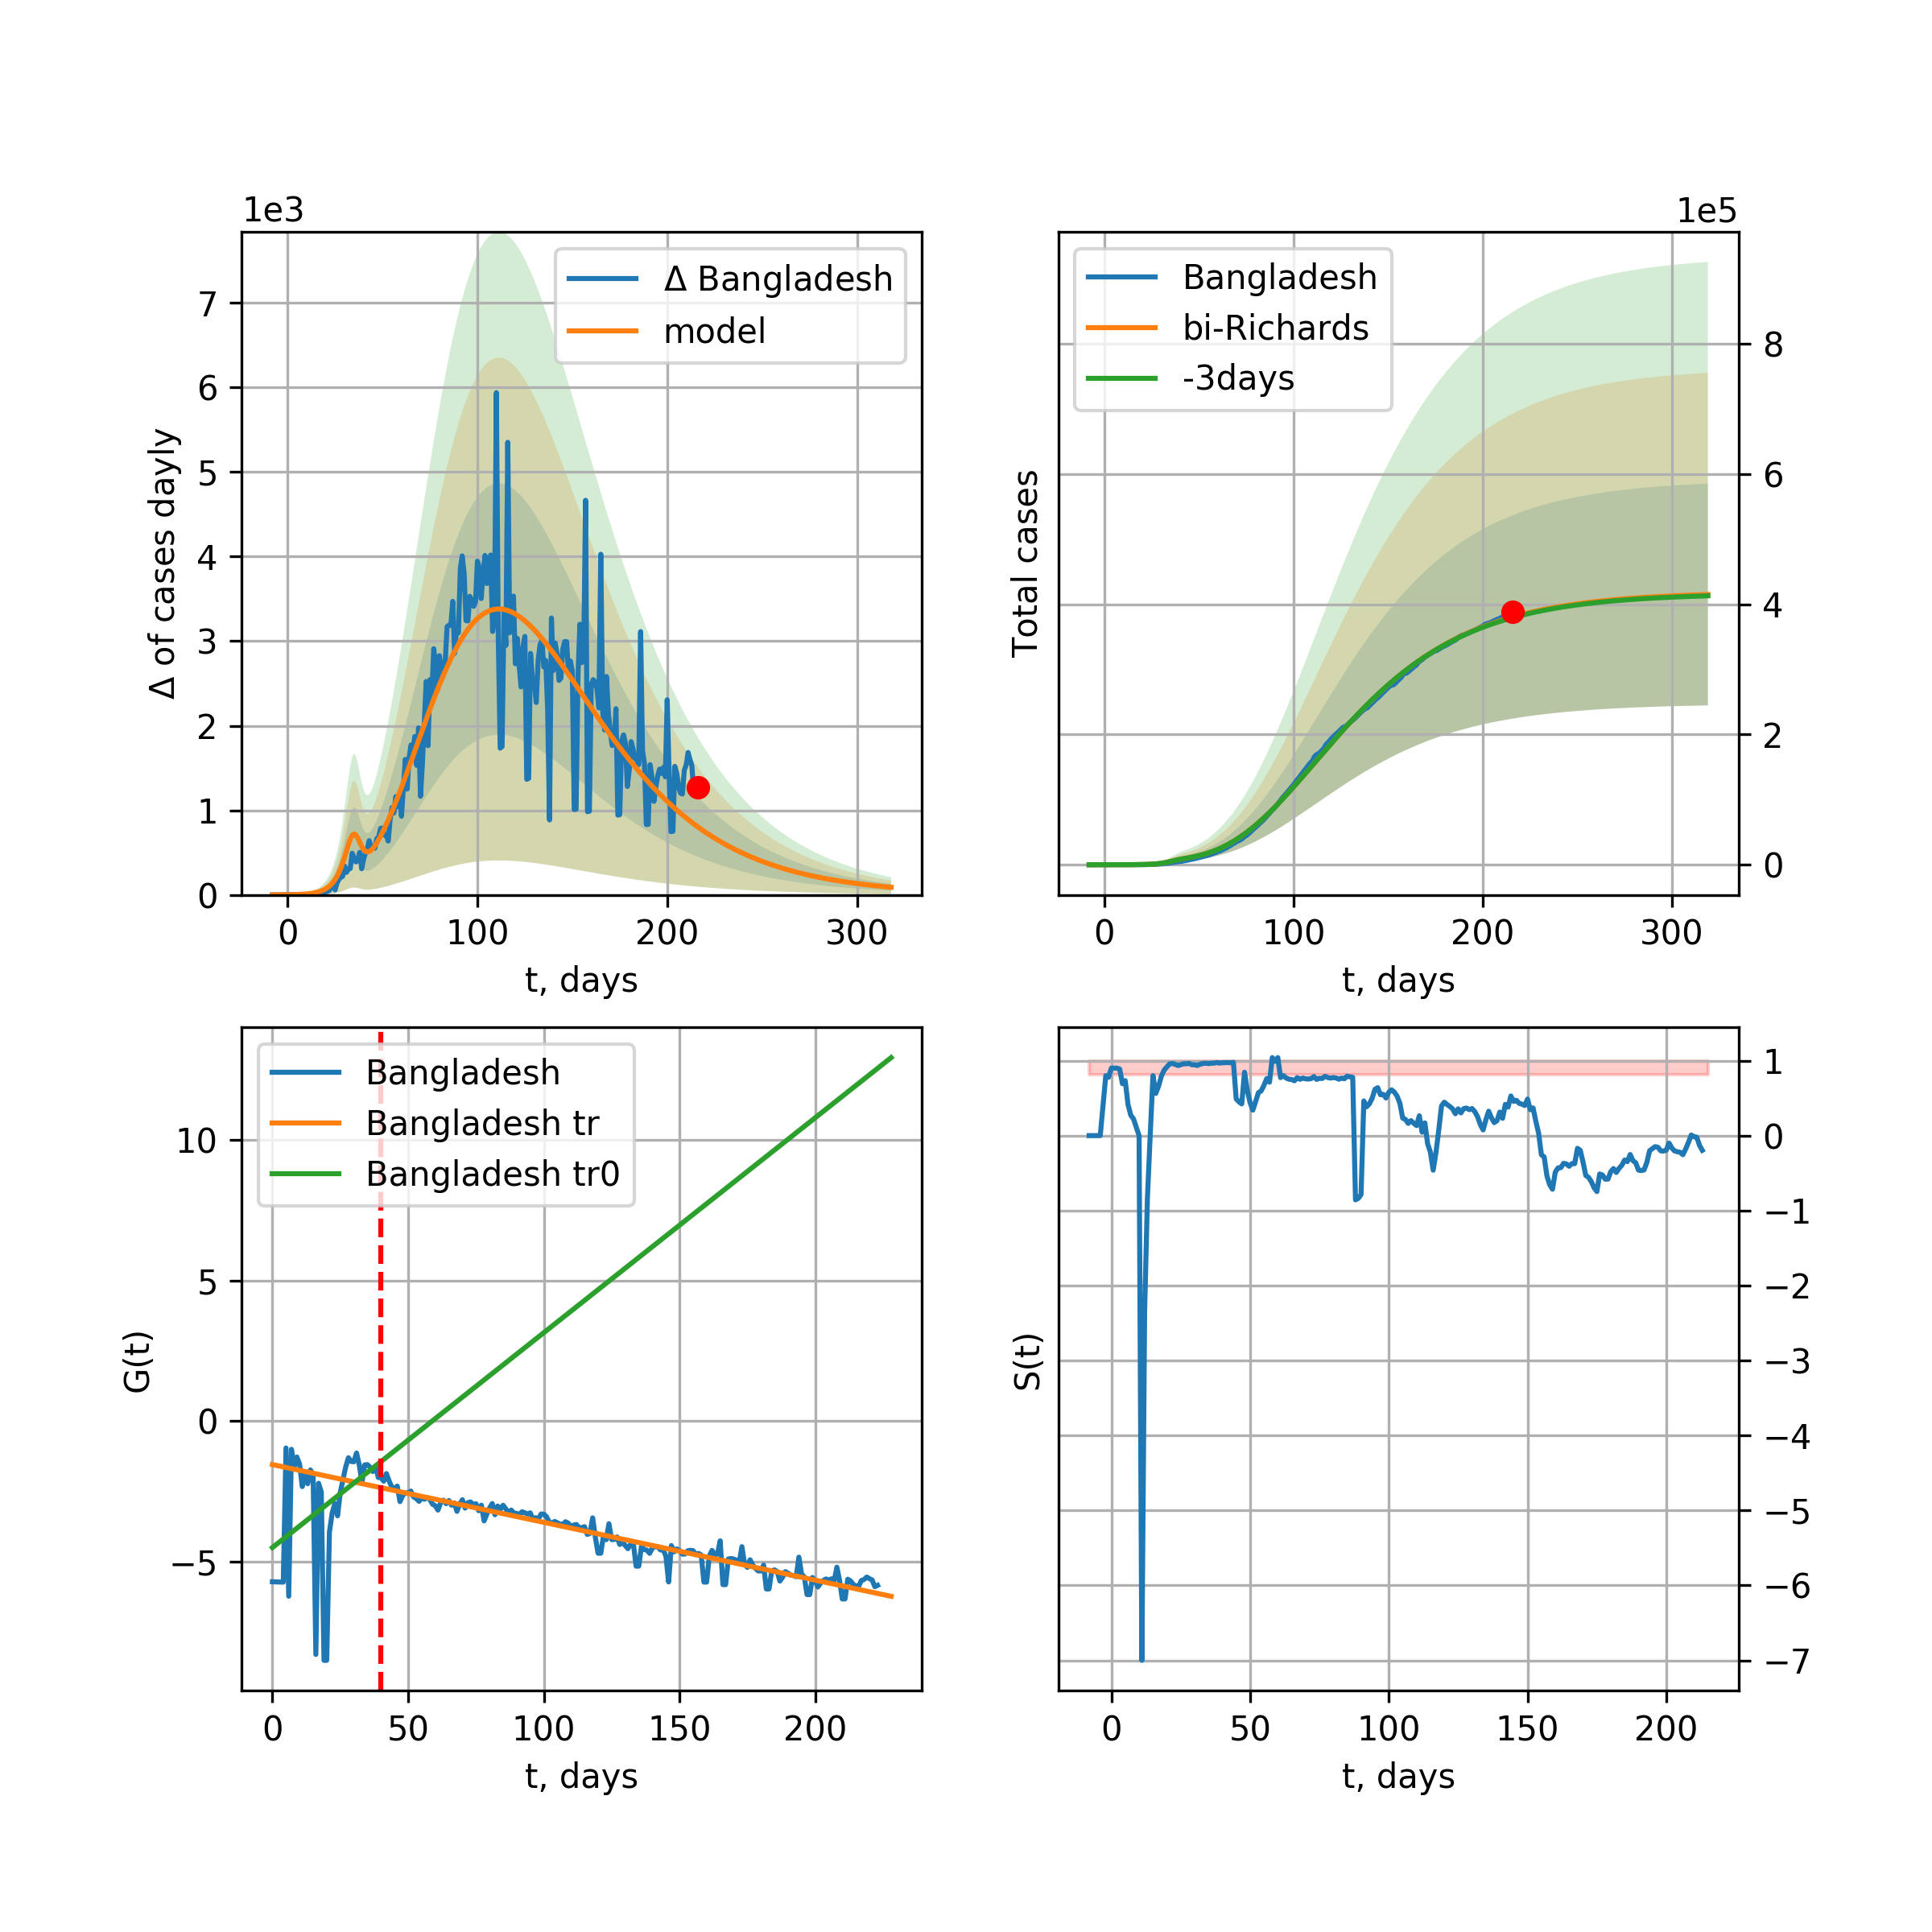 1e3
Δ of cases dayly
7
6
5
4
3
2
1
0
Δ Bangladesh
model
0 100 200 300
t, days
1e5
Total cases
Bangladesh
bi-Richards
-3days
8
6
4
2
0
0 100 200 300
t, days
G(t)
10
5
0
−5
Bangladesh
Bangladesh tr
Bangladesh tr0
0 50 100 150 200
t, days
S(t)
1
0
−1
−2
−3
−4
−5
−6
−7
0 50 100 150 200
t, days